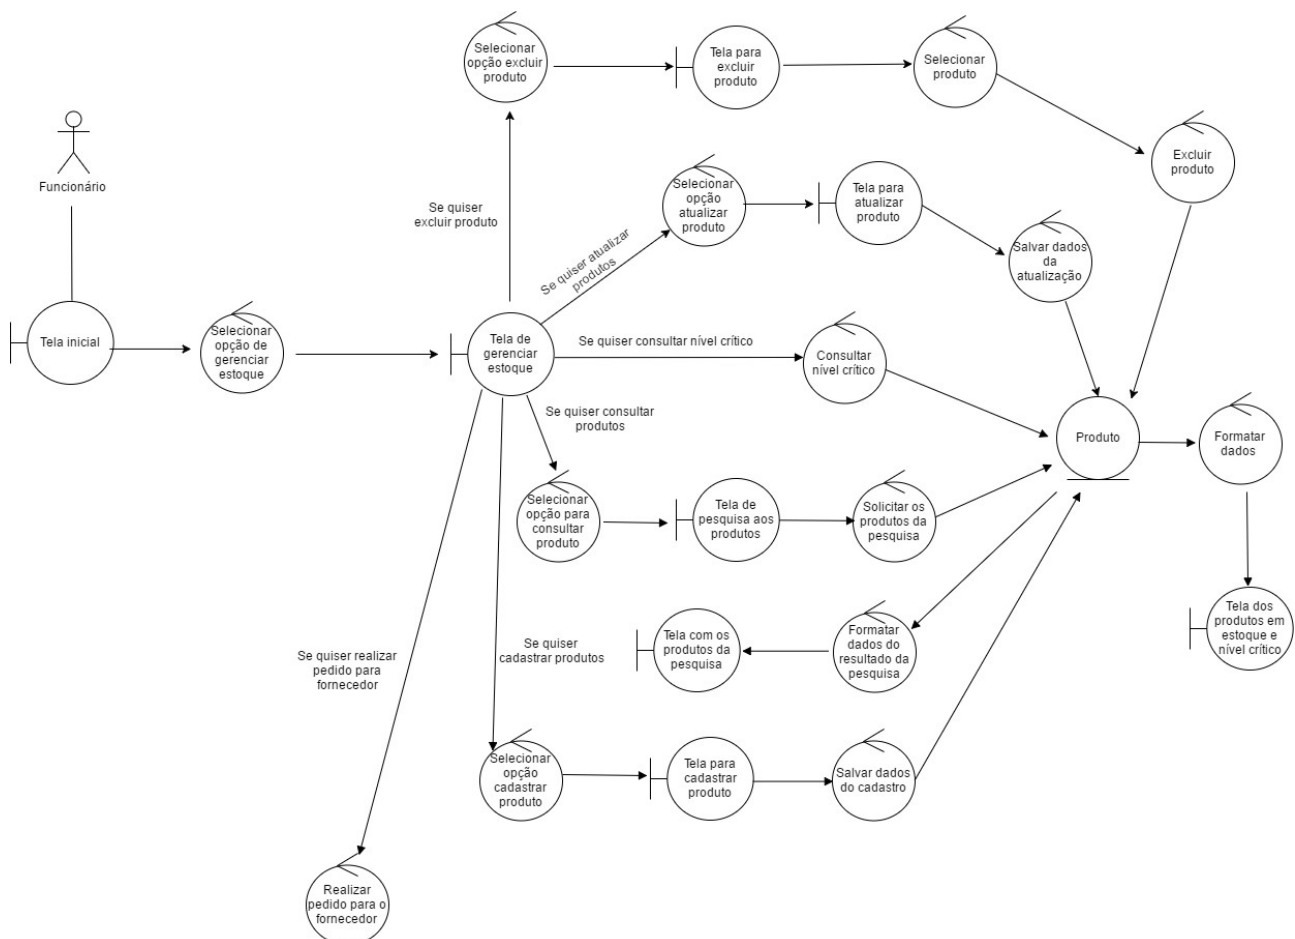 Selecionar
opção excluir
produto
Tela para
excluir
produto
Selecionar
produto
Excluir
produto
Funcionário
Se quiser
excluir produto
Selecionar
opção
atualizar
produto
Tela para
atualizar
produto
Se quiser atualizar
produtos
Salvar dados
da
atualização
Tela inicial
Selecionar
opção de
gerenciar
estoque
Tela de
gerenciar
estoque
Se quiser consultar nível crítico
Consultar
nível crítico
Se quiser consultar
produtos
Produto
Formatar
dados
Selecionar
opção para
consultar
produto
Tela de
pesquisa aos
produtos
Solicitar os
produtos da
pesquisa
Tela dos
produtos em
estoque e
nível crítico
Se quiser
cadastrar produtos
Tela com os
produtos da
pesquisa
Formatar
dados do
resultado da
pesquisa
Se quiser realizar
pedido para
fornecedor
Selecionar
opção
cadastrar
produto
Tela para
cadastrar
produto
Salvar dados
do cadastro
Realizar
pedido para o
fornecedor